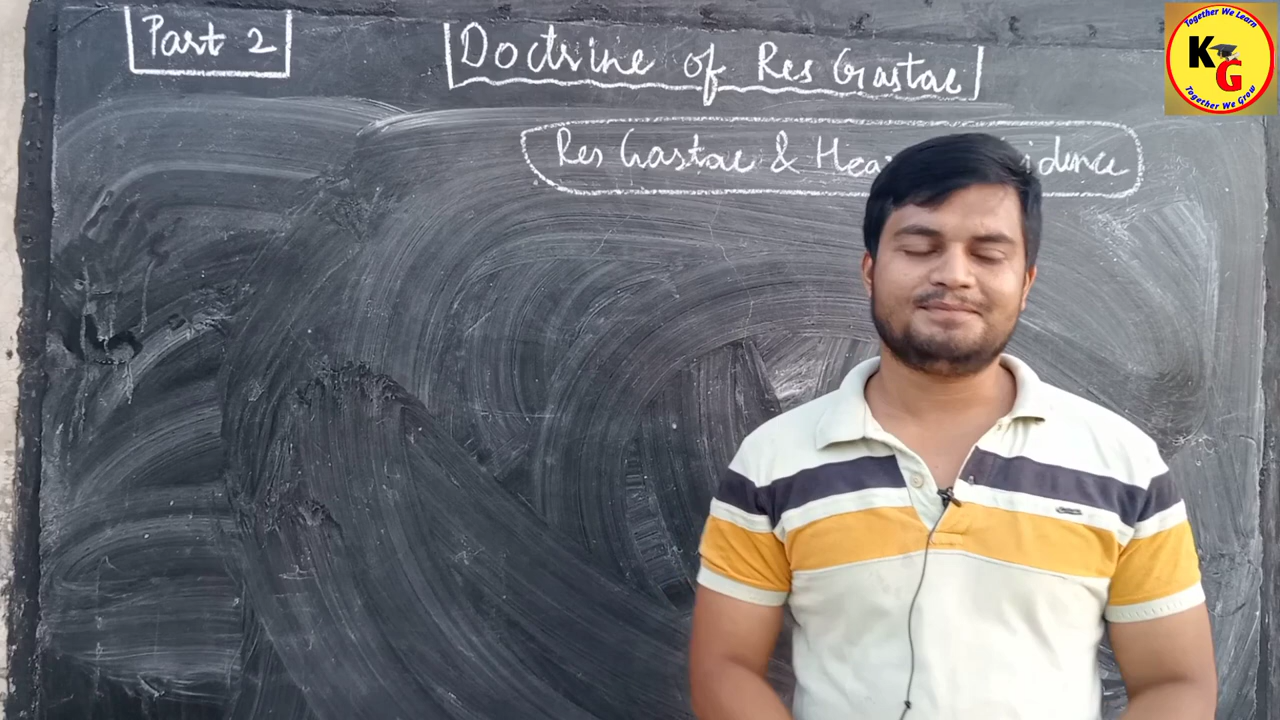 Part 2
Doctrine of Res Gastae
Res Gastae & Hea idence
Together We Learn
KG
Together We Grow